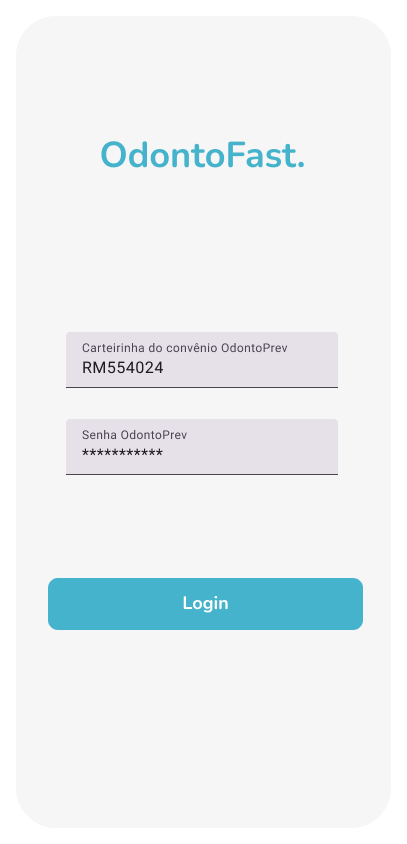 OdontoFast.
Carteirinha do convênio OdontoPrev
RM554024
Senha OdontoPrev
***********
Login